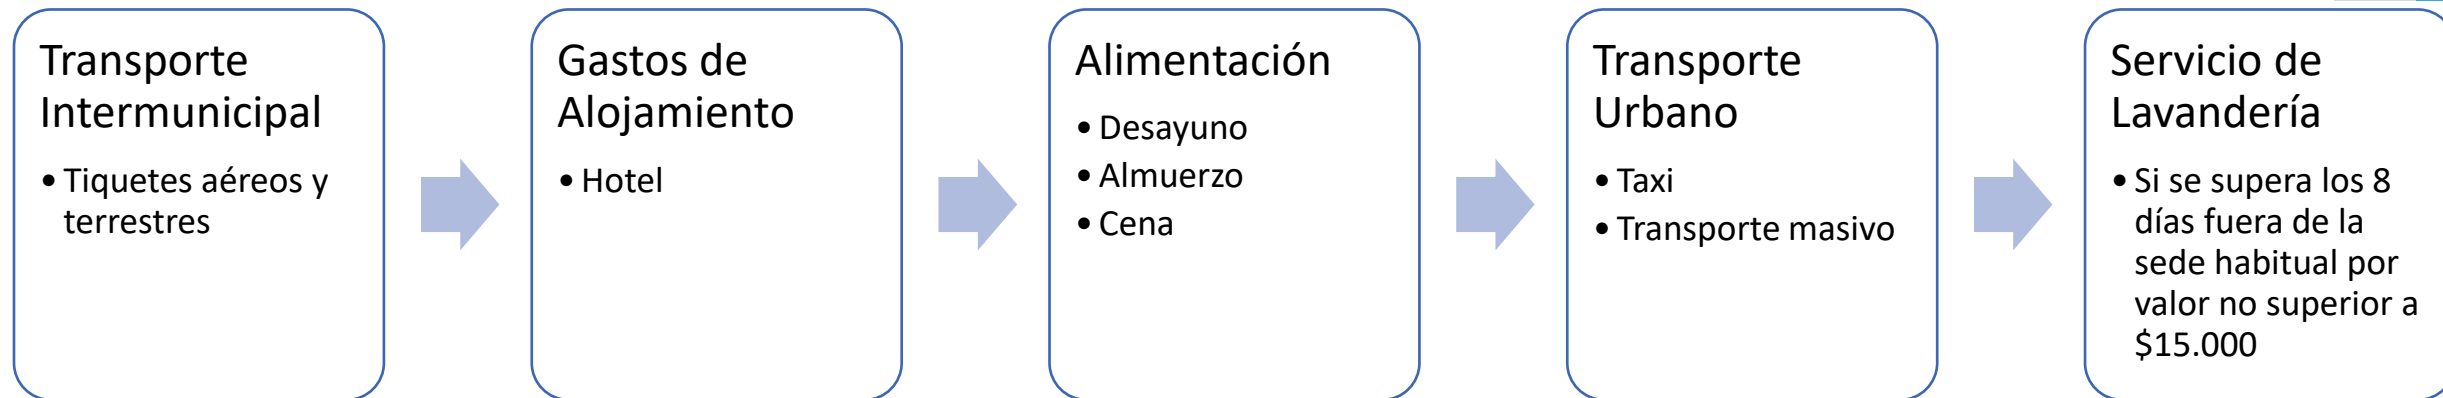 Transporte
Intermunicipal
• Tiquetes aéreos y
terrestres
Gastos de
Alojamiento
• Hotel
Alimentación
• Desayuno
• Almuerzo
• Cena
Transporte
Urbano
• Taxi
• Transporte masivo
Servicio de
Lavandería
• Si se supera los 8
días fuera de la
sede habitual por
valor no superior a
$15.000